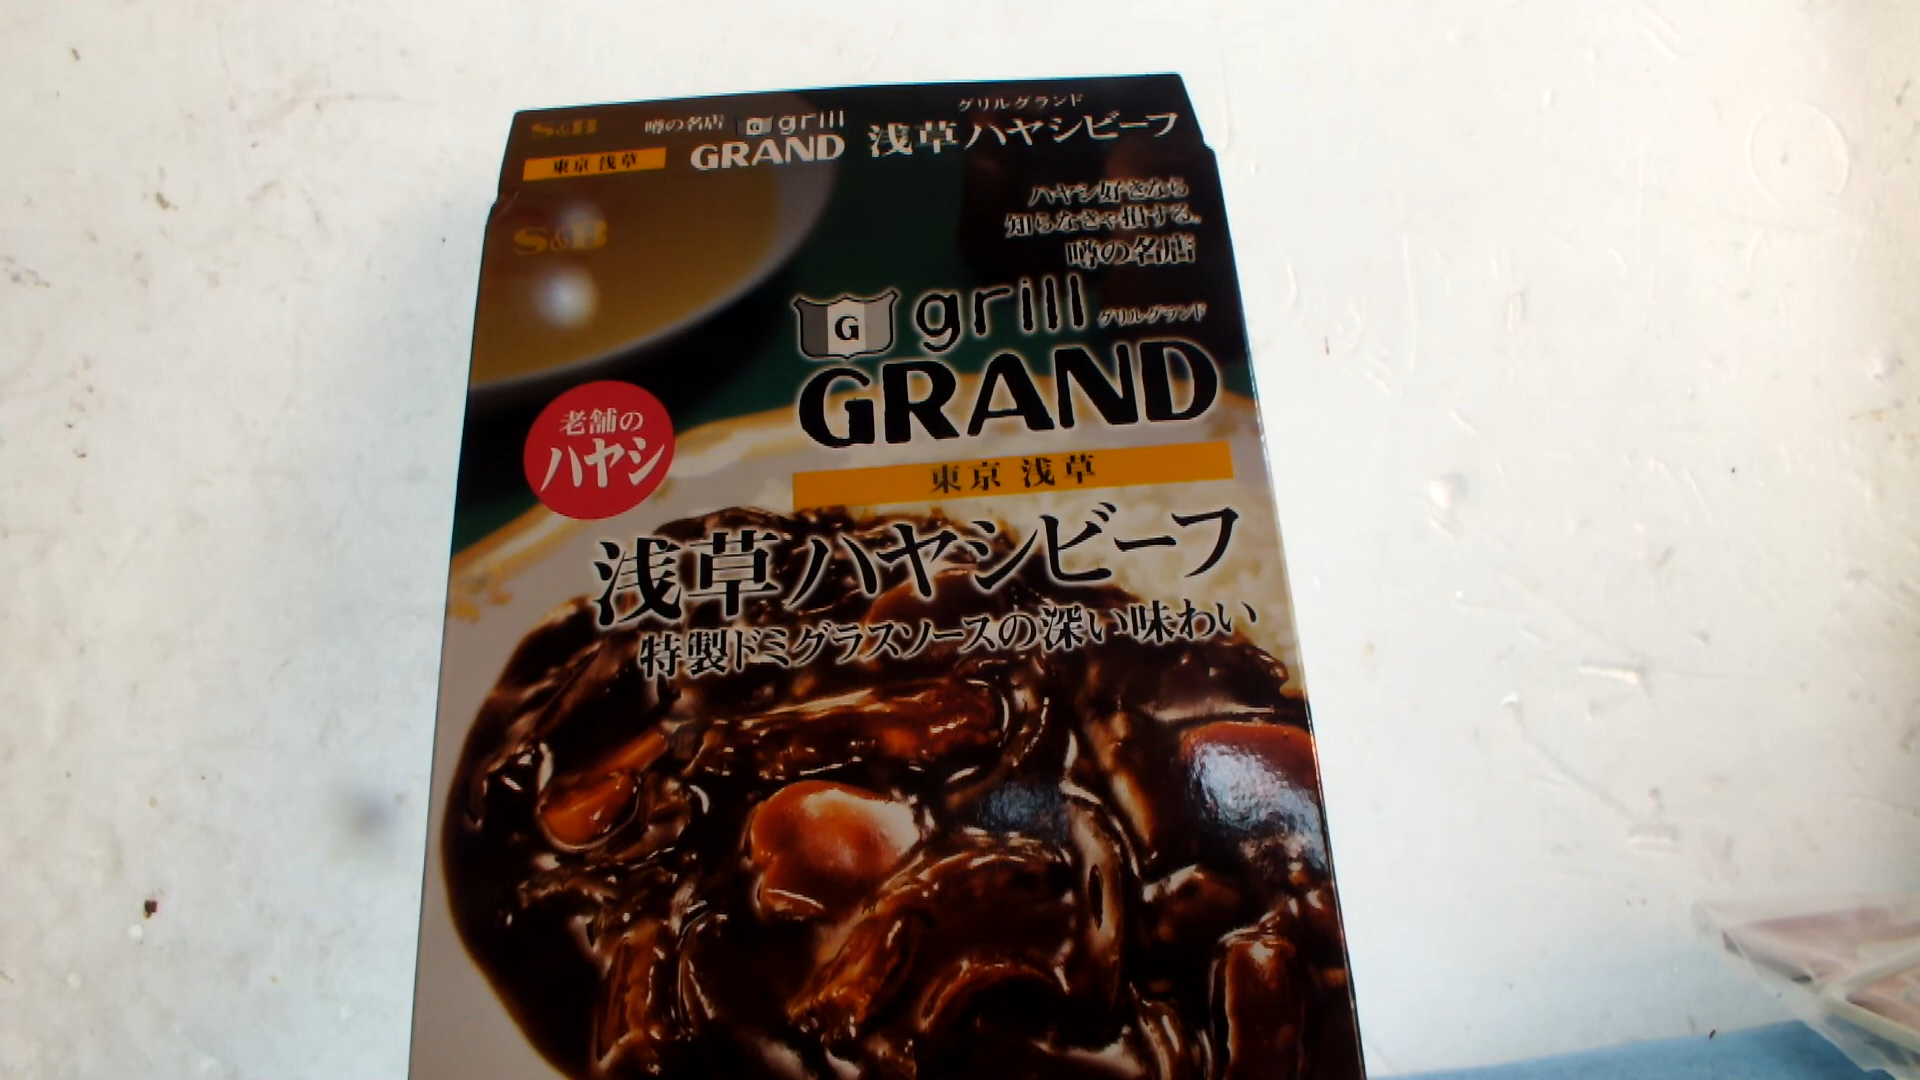 グリルグランド
S&B 噂の名店 G grill 浅草ハヤシビーフ
東京 浅草 GRAND
ハヤシ好きなら
知らなきゃ損する。
S&B
噂の名店
G grill グリルグランド
GRAND
老舗の
ハヤシ
東京 浅草
浅草ハヤシビーフ
特製ドミグラスソースの深い味わい